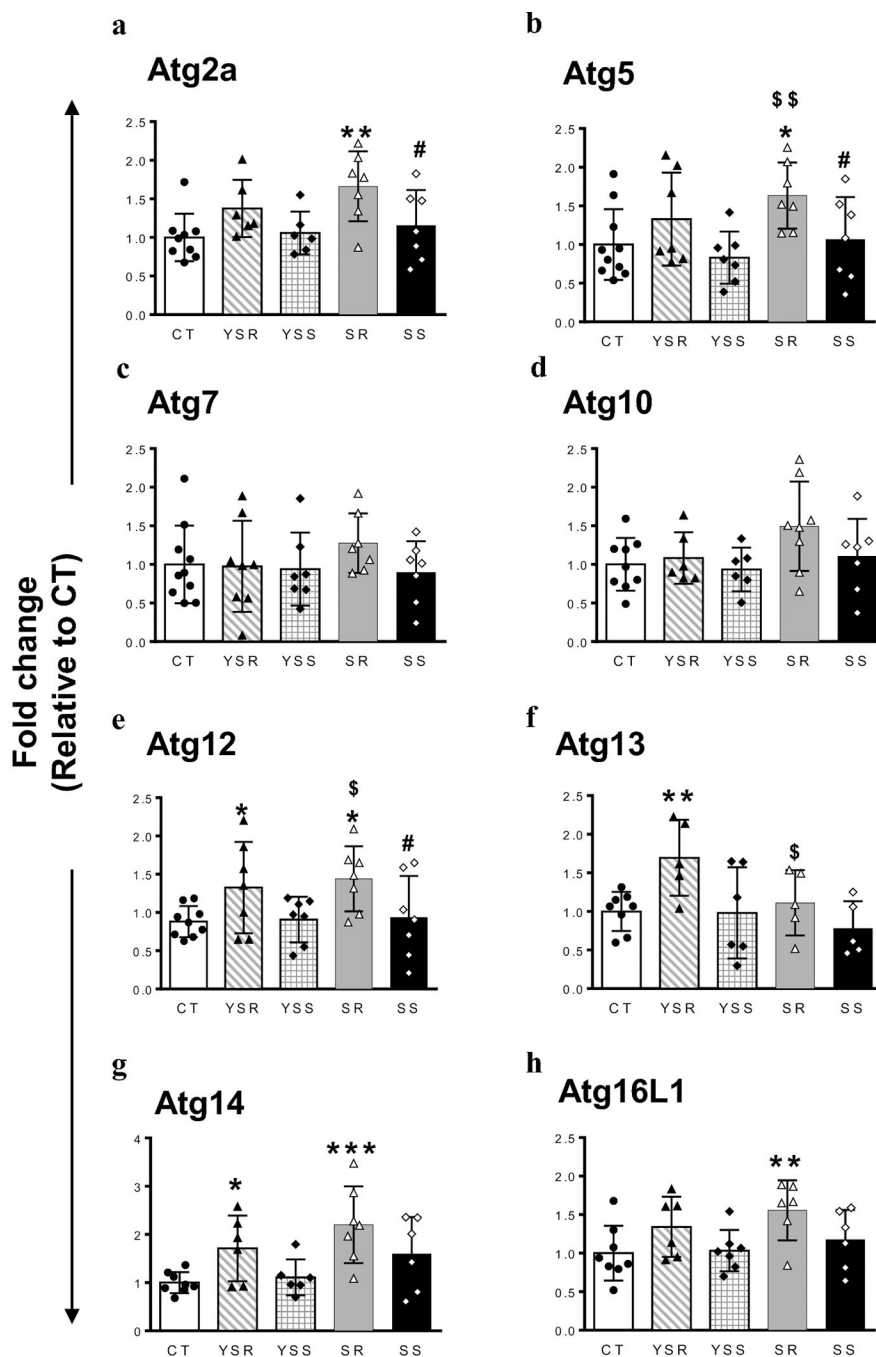 Fold change
(Relative to CT)
a
Atg2a
** #
2.5
2.0
1.5
1.0
0.5
0.0
CT YSR YSS SR SS
b
Atg5
$$
* #
2.5
2.0
1.5
1.0
0.5
0.0
CT YSR YSS SR SS
c
Atg7
2.5
2.0
1.5
1.0
0.5
0.0
CT YSR YSS SR SS
d
Atg10
2.5
2.0
1.5
1.0
0.5
0.0
CT YSR YSS SR SS
e
Atg12
$
* * #
2.5
2.0
1.5
1.0
0.5
0.0
CT YSR YSS SR SS
f
Atg13
** $
2.5
2.0
1.5
1.0
0.5
0.0
CT YSR YSS SR SS
g
Atg14
* ***
4
3
2
1
0
CT YSR YSS SR SS
h
Atg16L1
**
2.5
2.0
1.5
1.0
0.5
0.0
CT YSR YSS SR SS